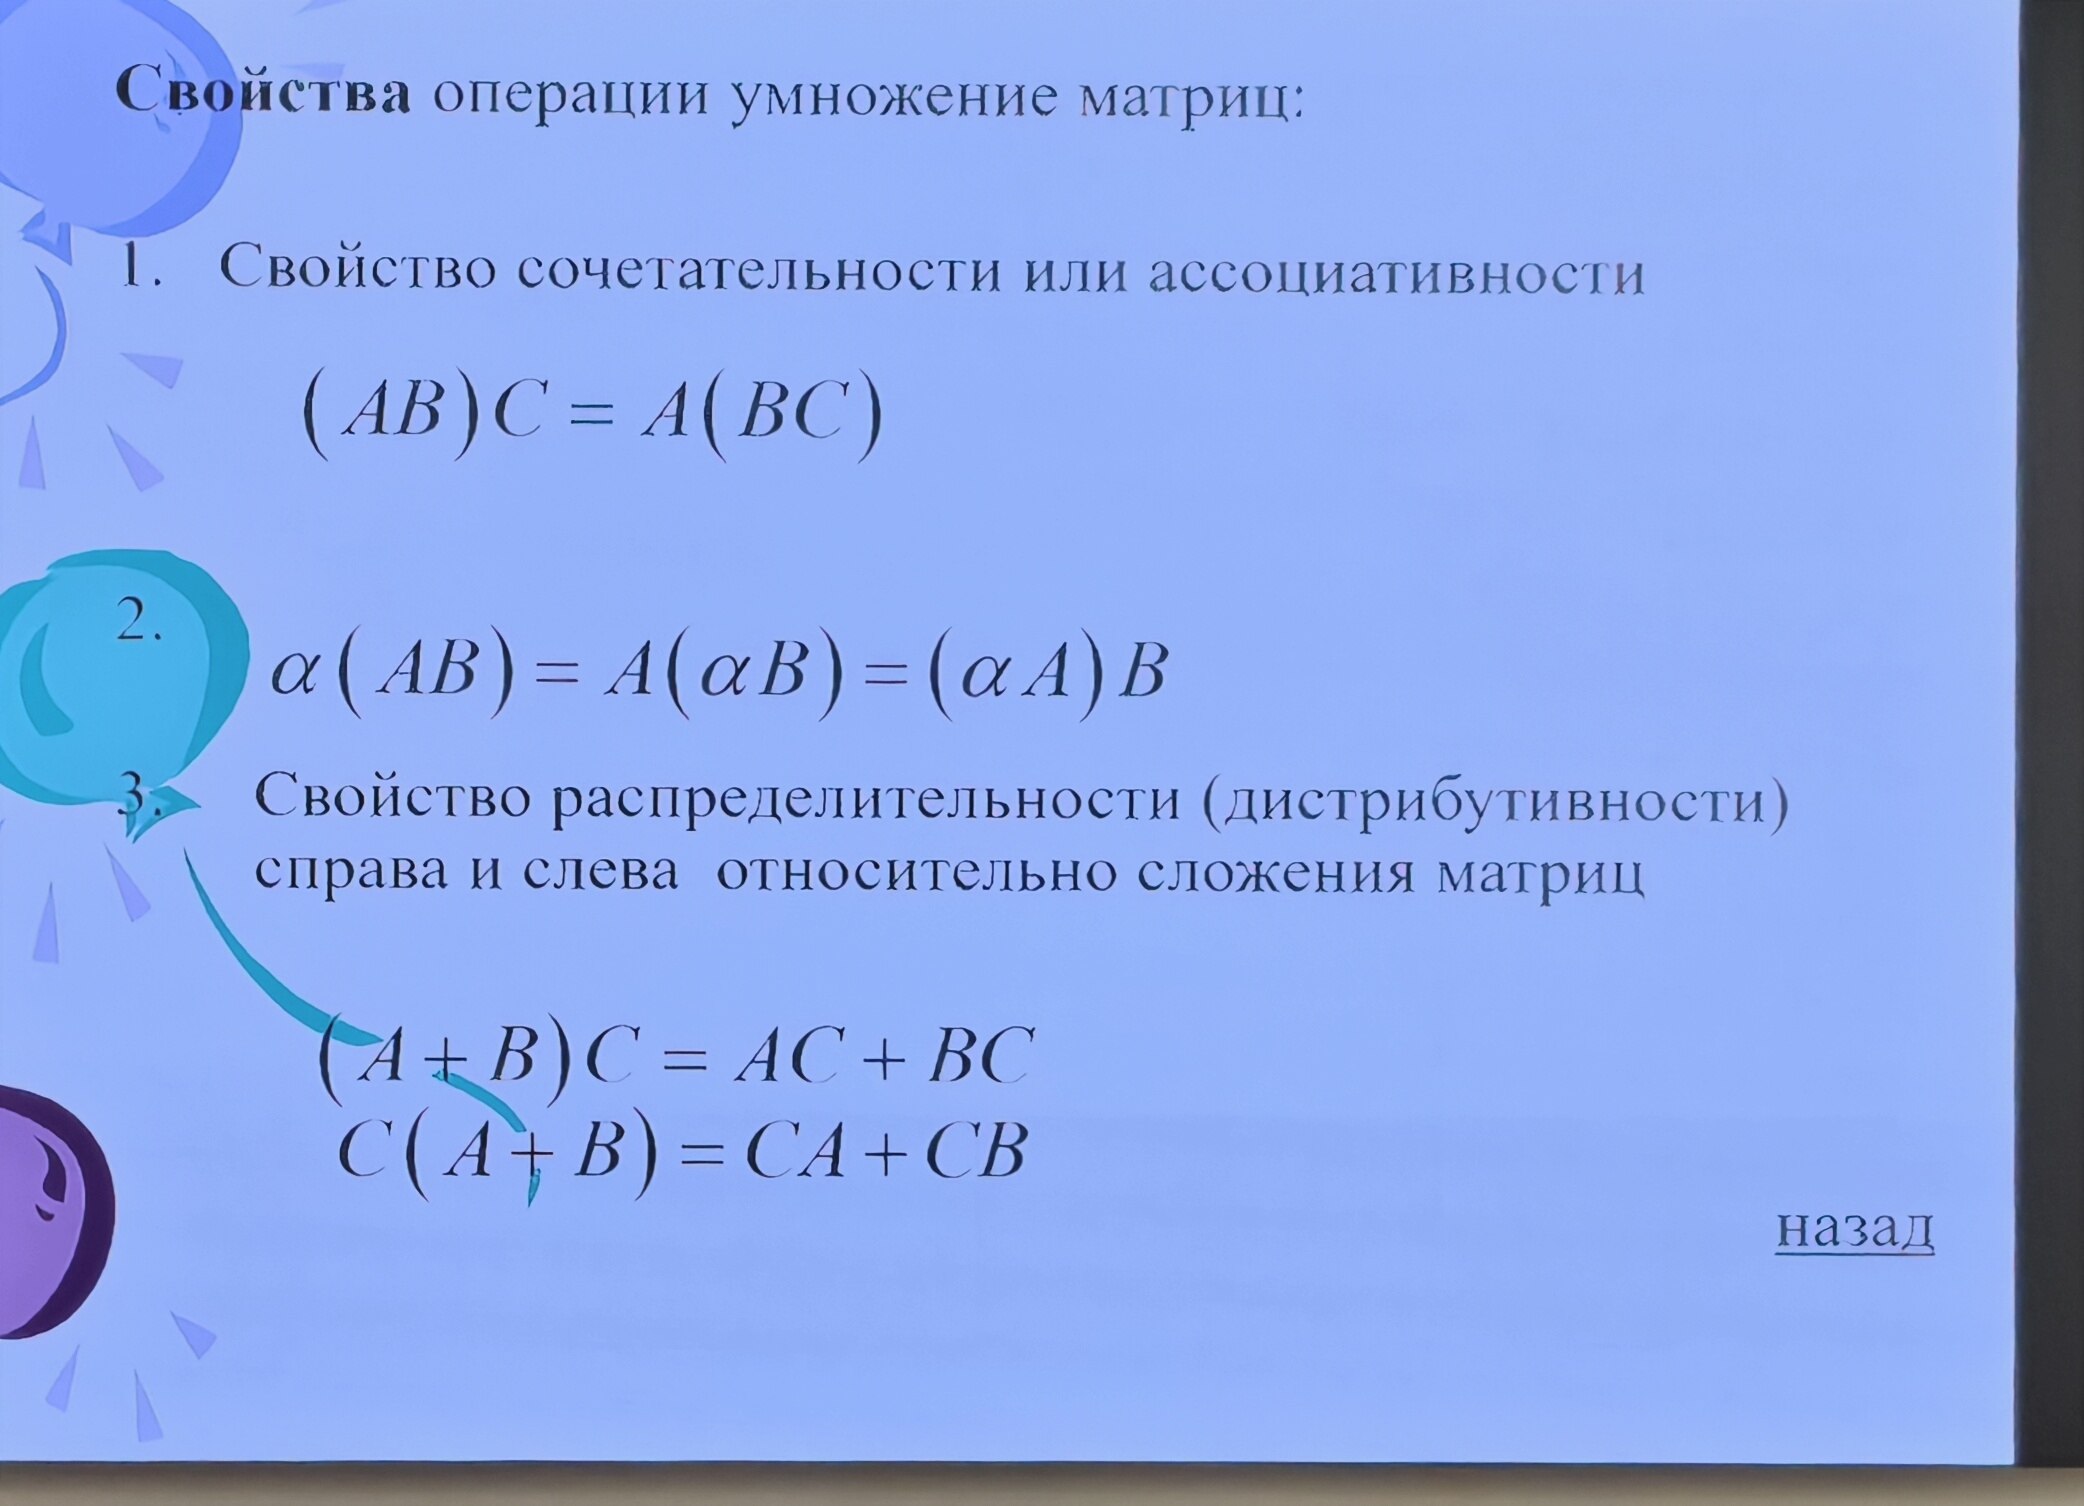 Свойства операции умножение матриц:
1. Свойство сочетательности или ассоциативности
(AB)C = A(BC)
2.
α(AB) = A(αB) = (αA)B
3. Свойство распределительности (дистрибутивности)
справа и слева относительно сложения матриц
(A + B)C = AC + BC
C(A + B) = CA + CB
назад